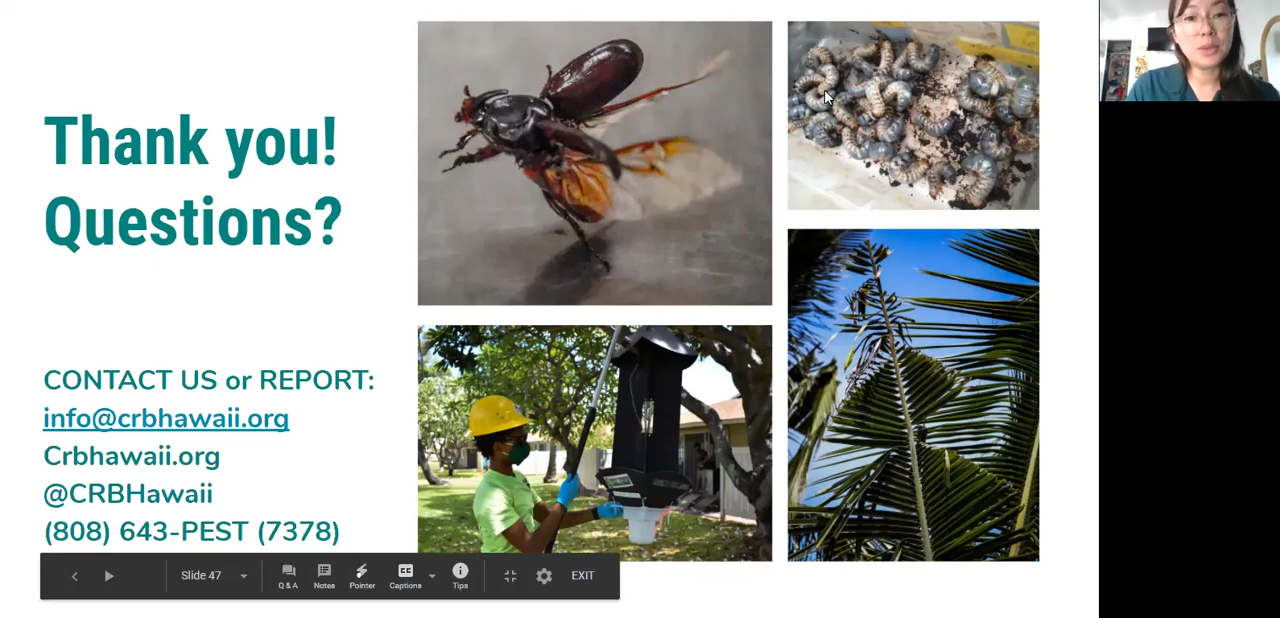 Thank you!
Questions?
CONTACT US or REPORT:
info@crbhawaii.org
Crbhawaii.org
@CRBHawaii
(808) 643-PEST (7378)
Slide 47
Q & A
Notes
Pointer
CC
Captions
Tips
EXIT